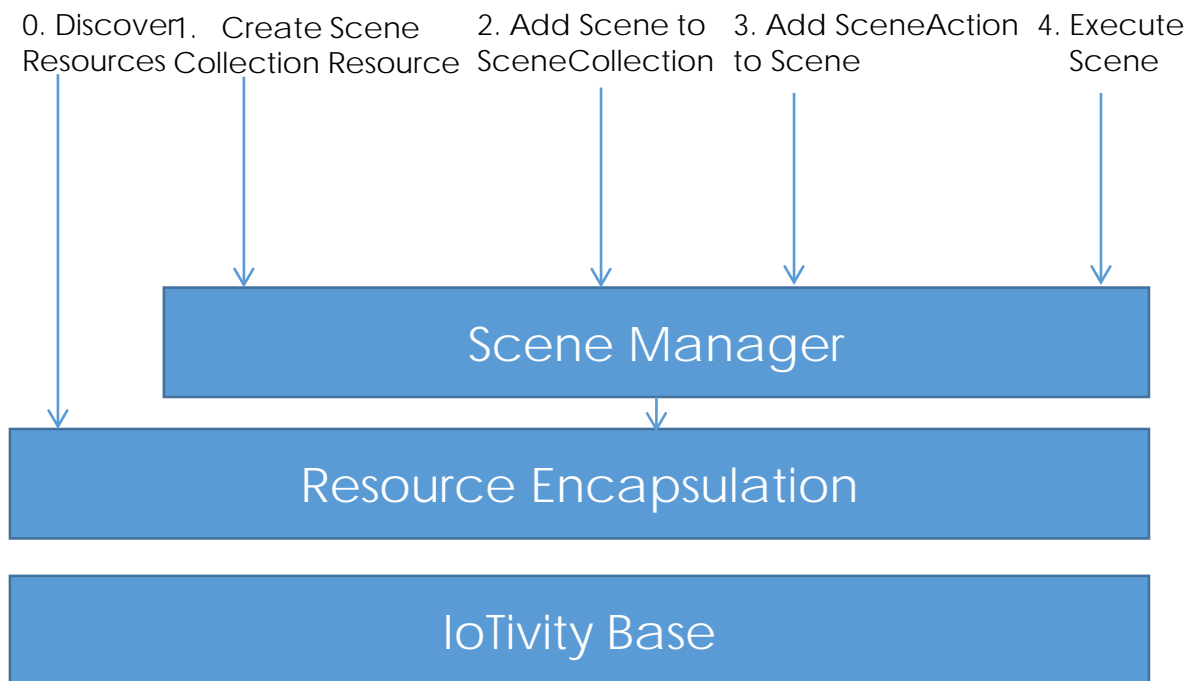 0. Discover
Resources
1. Create Scene
Collection Resource
2. Add Scene to
SceneCollection
3. Add SceneAction
to Scene
4. Execute
Scene
Scene Manager
Resource Encapsulation
IoTivity Base